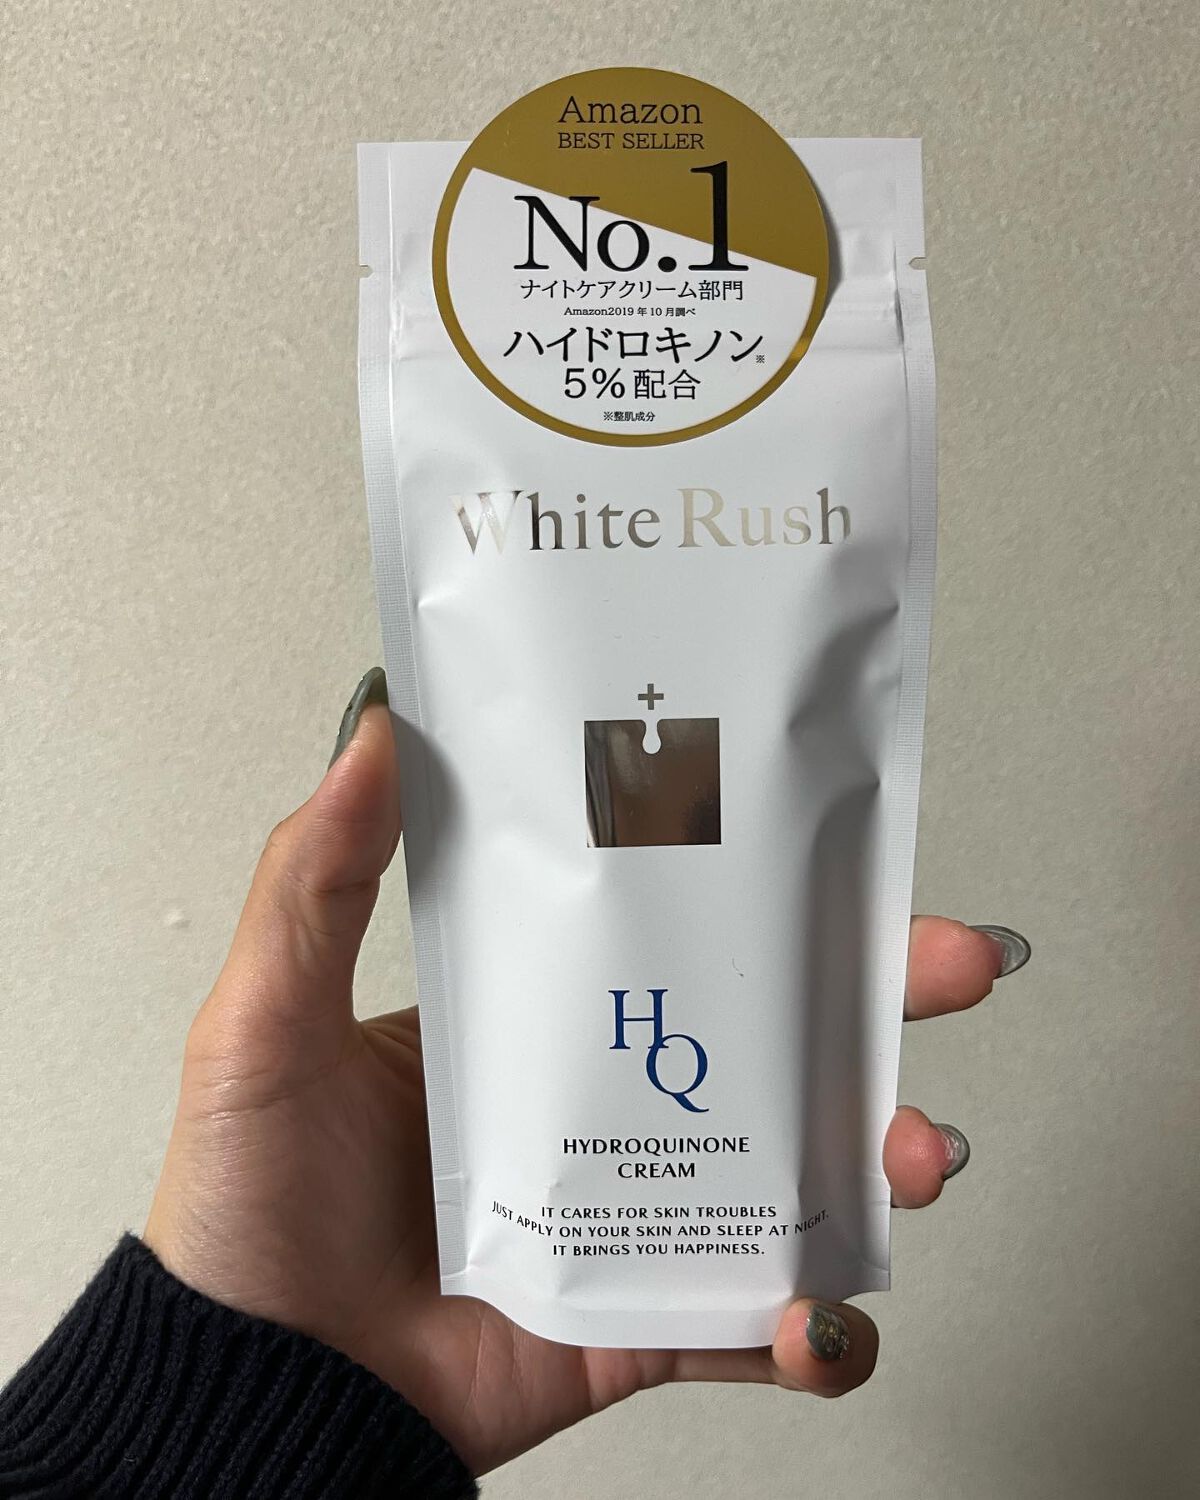 Amazon
BEST SELLER
No.1
ナイトケアクリーム部門
Amazon2019年10月調べ
ハイドロキノン※
5%配合
※整肌成分
White Rush
HQ
HYDROQUINONE
CREAM
IT CARES FOR SKIN TROUBLES
JUST APPLY ON YOUR SKIN AND SLEEP AT NIGHT.
IT BRINGS YOU HAPPINESS.